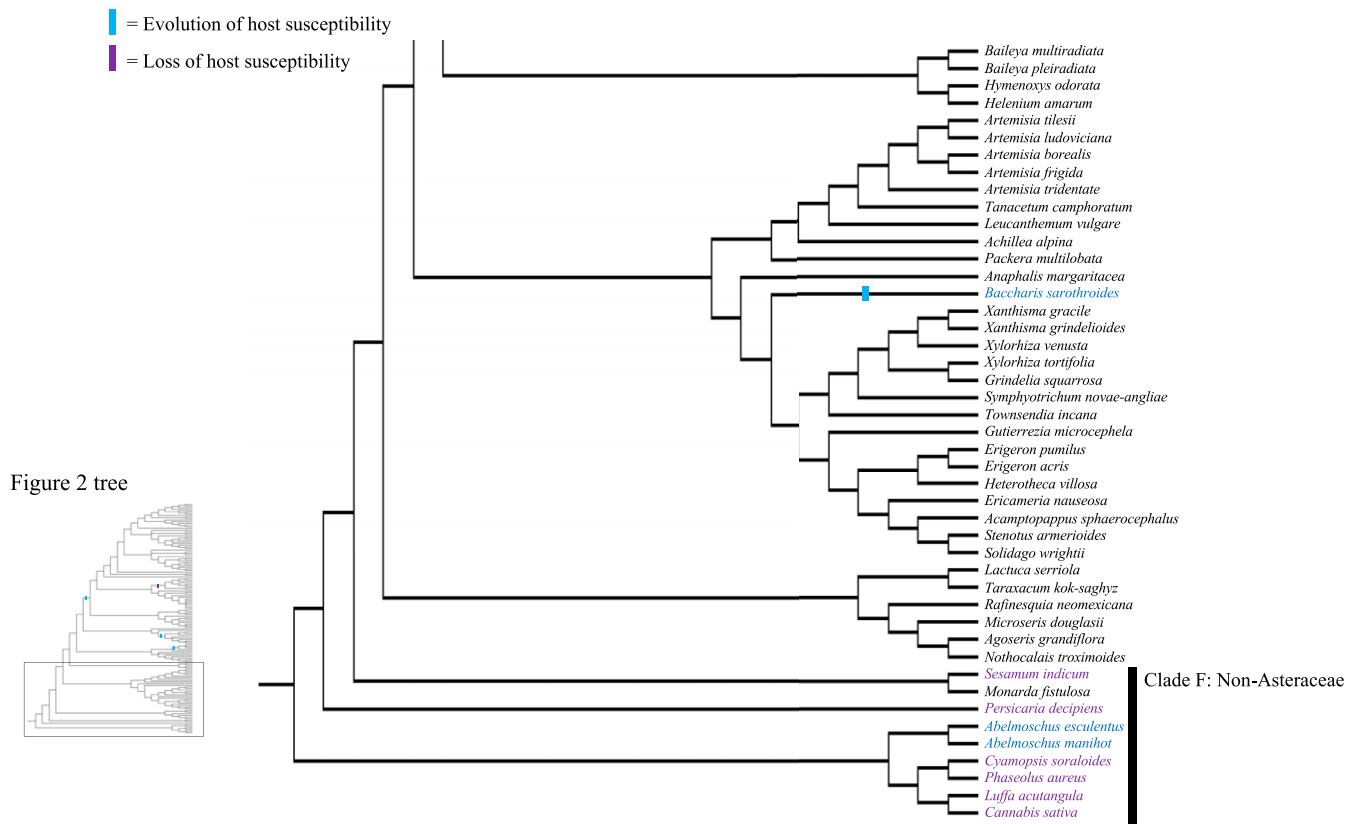 = Evolution of host susceptibility
= Loss of host susceptibility
Baileya multiradiata
Baileya pleiradiata
Hymenoxys odorata
Helenium amarum
Artemisia tilesii
Artemisia ludoviciana
Artemisia borealis
Artemisia frigida
Artemisia tridentate
Tanacetum camphoratum
Leucanthemum vulgare
Achillea alpina
Packera multilobata
Anaphalis margaritacea
Baccharis sarothroides
Xanthisma gracile
Xanthisma grindelioides
Xylorhiza venusta
Xylorhiza tortifolia
Grindelia squarrosa
Symphyotrichum novae-angliae
Townsendia incana
Gutierrezia microcephela
Erigeron pumilus
Erigeron acris
Heterotheca villosa
Ericameria nauseosa
Acamptopappus sphaerocephalus
Stenotus armerioides
Solidago wrightii
Lactuca serriola
Taraxacum kok-saghyz
Rafinesquia neomexicana
Microseris douglasii
Agoseris grandiflora
Nothocalais troximoides
Sesamum indicum
Monarda fistulosa
Persicaria decipiens
Abelmoschus esculentus
Abelmoschus manihot
Cyamopsis soraloides
Phaseolus aureus
Luffa acutangula
Cannabis sativa
Clade F: Non-Asteraceae
Figure 2 tree